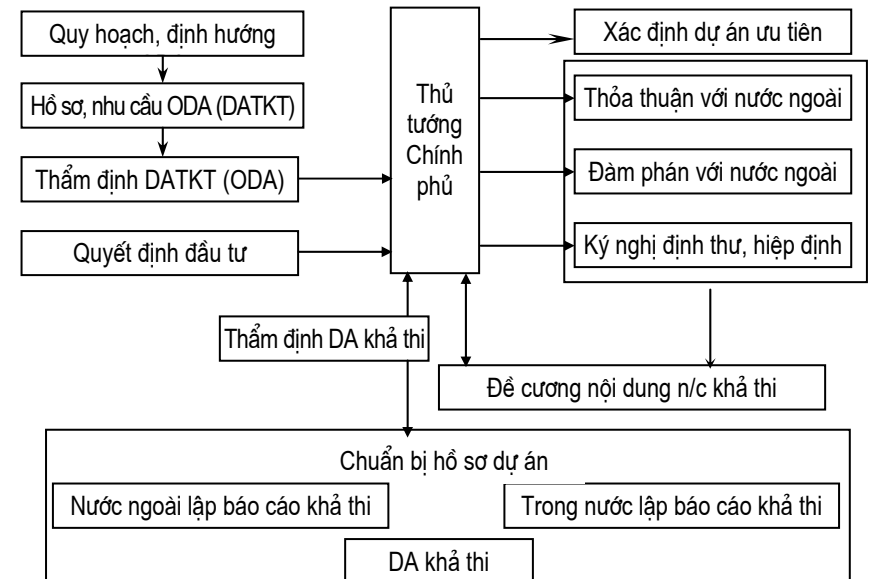 Quy hoạch, định hướng
Hồ sơ, nhu cầu ODA (DATKT)
Thẩm định DATKT (ODA)
Quyết định đầu tư
Thủ
tướng
Chính
phủ
Xác định dự án ưu tiên
Thỏa thuận với nước ngoài
Đàm phán với nước ngoài
Ký nghị định thư, hiệp định
Thẩm định DA khả thi
Đề cương nội dung n/c khả thi
Chuẩn bị hồ sơ dự án
Nước ngoài lập báo cáo khả thi
Trong nước lập báo cáo khả thi
DA khả thi